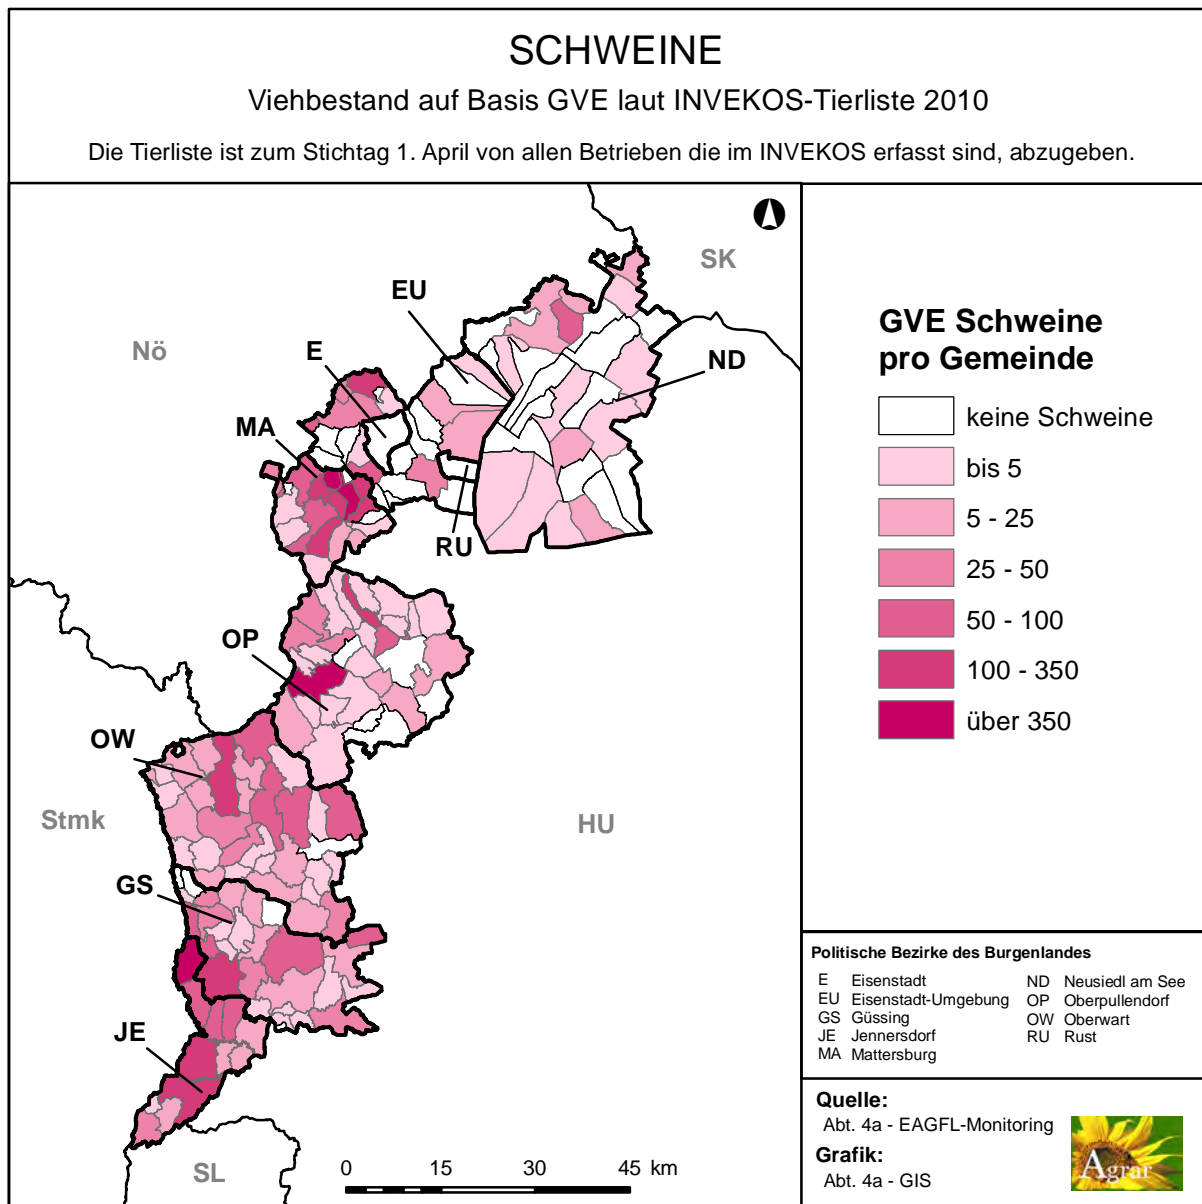 SCHWEINE
Viehbestand auf Basis GVE laut INVEKOS-Tierliste 2010
Die Tierliste ist zum Stichtag 1. April von allen Betrieben die im INVEKOS erfasst sind, abzugeben.
SK
EU
Nö
E
ND
MA
RU
OP
OW
Stmk
HU
GS
JE
SL
0 15 30 45 km
GVE Schweine
pro Gemeinde
keine Schweine
bis 5
5 - 25
25 - 50
50 - 100
100 - 350
über 350
Politische Bezirke des Burgenlandes
E Eisenstadt
EU Eisenstadt-Umgebung
GS Güssing
JE Jennersdorf
MA Mattersburg
ND Neusiedl am See
OP Oberpullendorf
OW Oberwart
RU Rust
Quelle:
Abt. 4a - EAGFL-Monitoring
Grafik:
Abt. 4a - GIS
Agrar